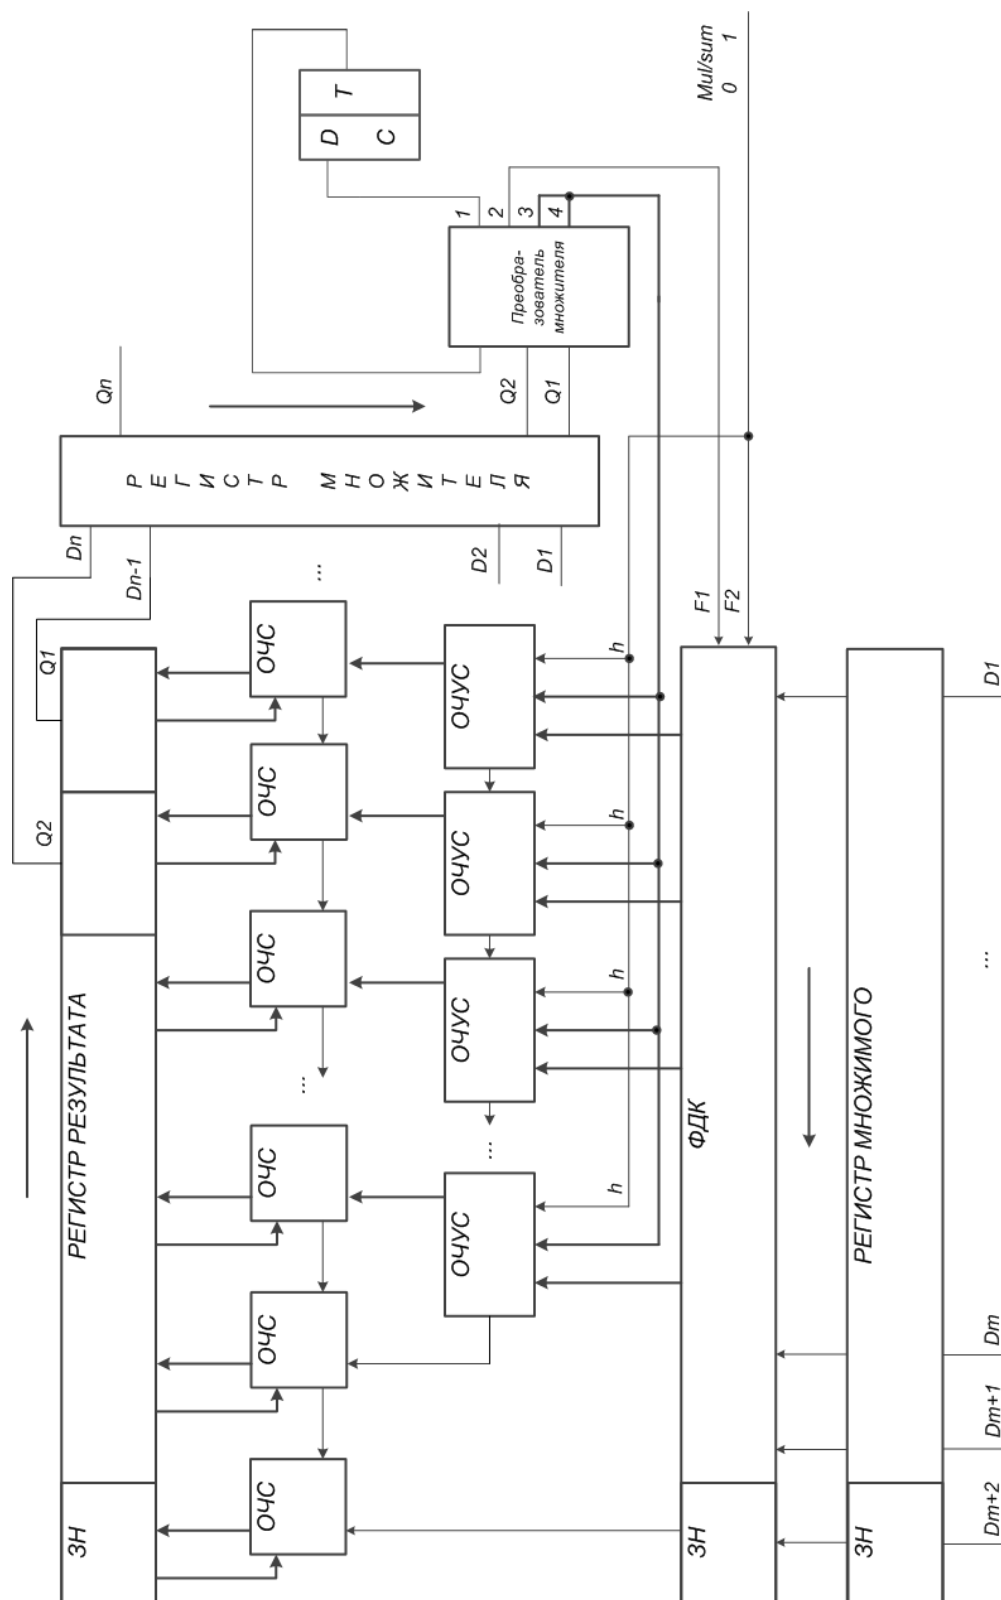 Mul/sum
0 1
D T
C
1
2
3
4
Преобра-
зователь
множителя
Qn
Q2
Q1
РЕГИСТР МНОЖИТЕЛЯ
Dn
Dn-1
D2
D1
F1
F2
Q1
Q2
РЕГИСТР РЕЗУЛЬТАТА
ЗН
...
ОЧС
ОЧС
ОЧС
...
ОЧС
ОЧС
ОЧС
ОЧУС
ОЧУС
ОЧУС
...
ОЧУС
h
h
h
h
ФДК
ЗН
РЕГИСТР МНОЖИМОГО
ЗН
D1
...
Dm
Dm+1
Dm+2